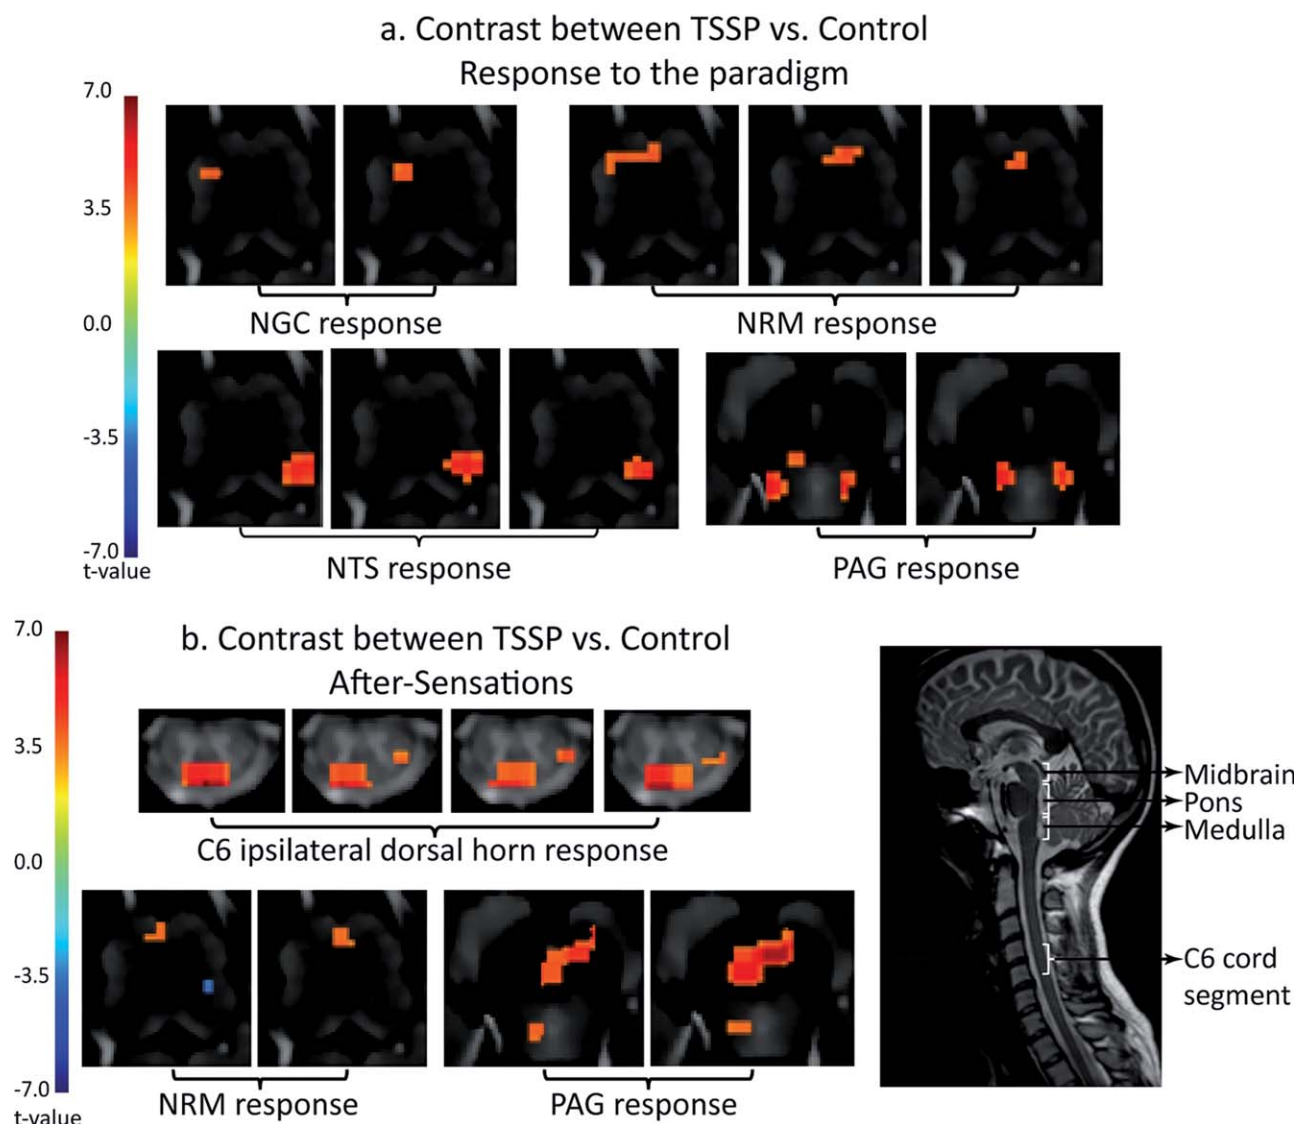 a. Contrast between TSSP vs. Control
Response to the paradigm
7.0
3.5
0.0
-3.5
-7.0
t-value
NGC response
NRM response
NTS response
PAG response
b. Contrast between TSSP vs. Control
After-Sensations
7.0
3.5
0.0
-3.5
-7.0
t-value
C6 ipsilateral dorsal horn response
NRM response
PAG response
Midbrain
Pons
Medulla
C6 cord
segment